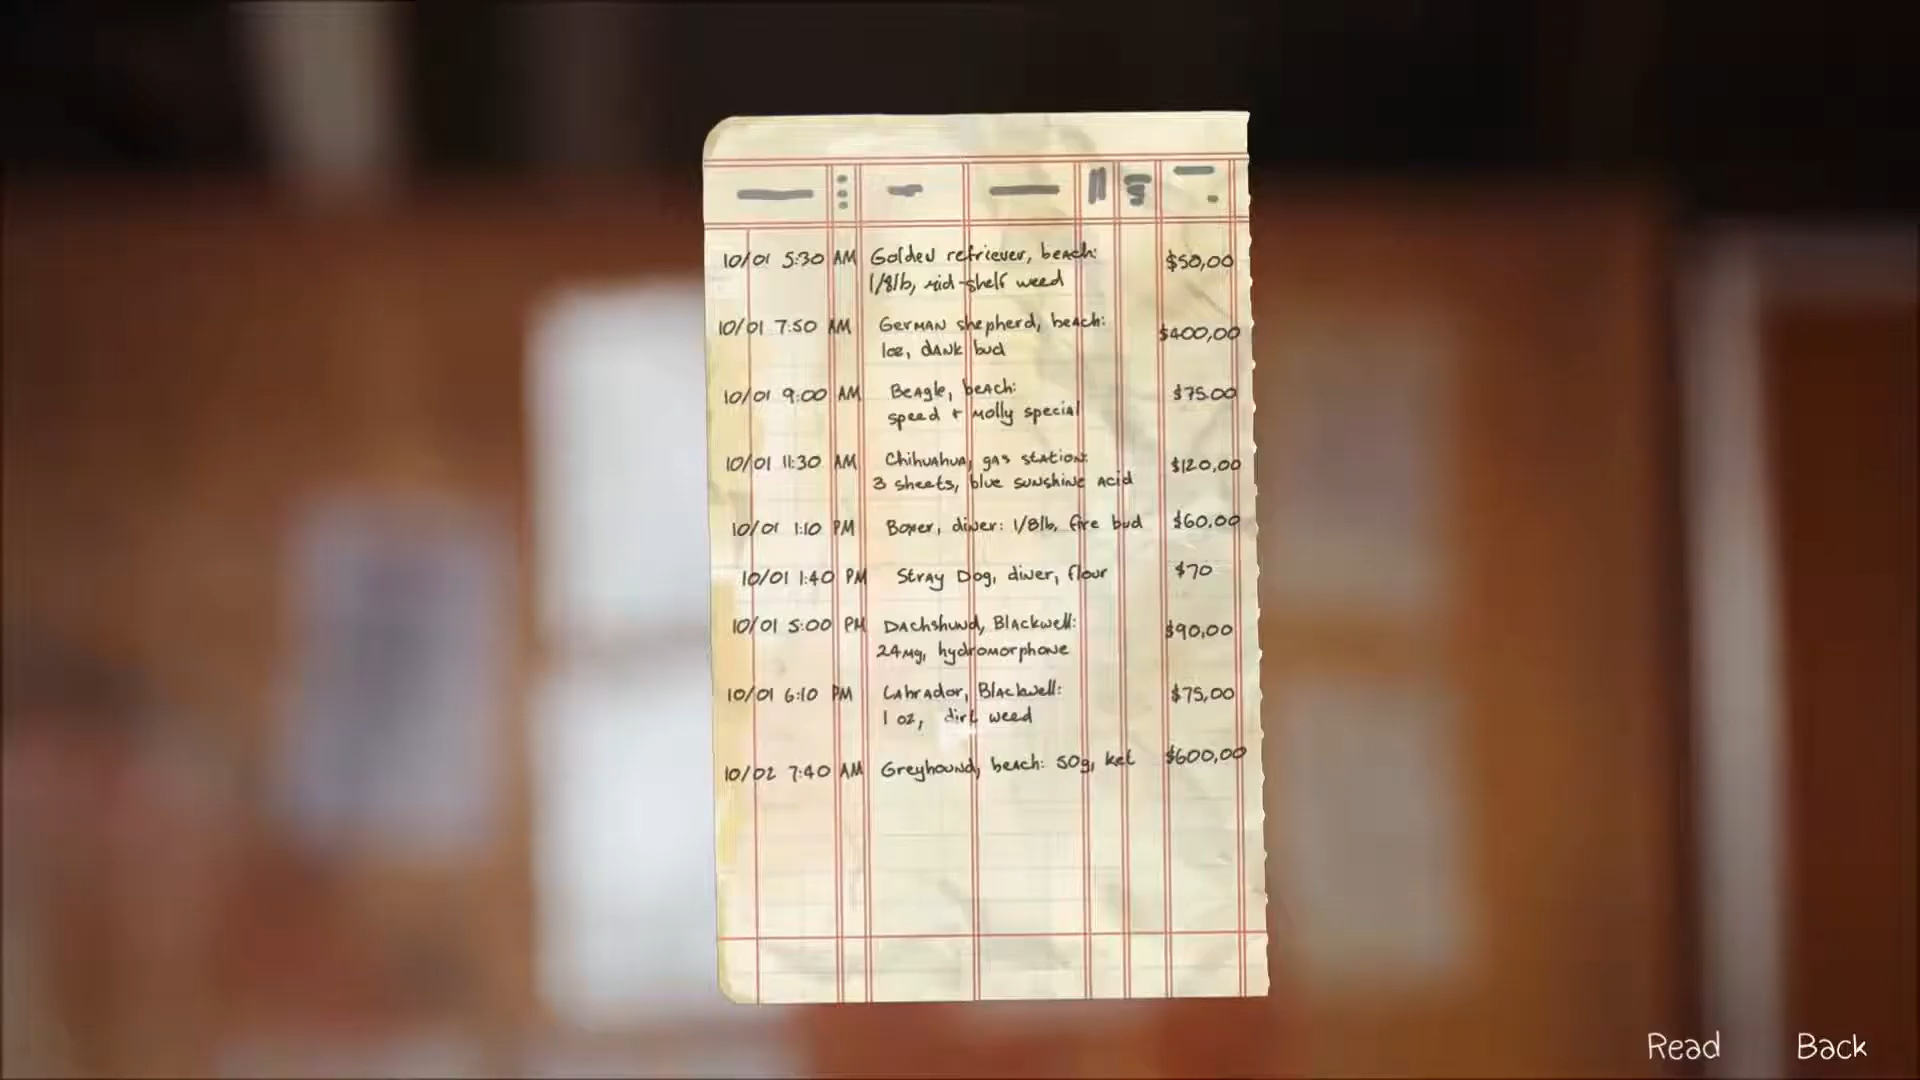 10/01 5:30 AM Golden retriever, beach: $50,00
1/8lb, mid-shelf weed
10/01 7:50 AM German shepherd, beach: $400,00
1oz, dank bud
10/01 9:00 AM Beagle, beach: $75.00
speed + Molly special
10/01 11:30 AM Chihuahua, gas station: $120,00
3 sheets, blue sunshine acid
10/01 1:10 PM Boxer, diner: 1/8lb, fire bud $60.00
10/01 1:40 PM Stray Dog, diner, flour $70
10/01 5:00 PM Dachshund, Blackwell: $90,00
24mg, hydromorphone
10/01 6:10 PM Labrador, Blackwell: $75,00
1 oz, dirt weed
10/02 7:40 AM Greyhound, beach: 50g, ket $600,00
Read Back